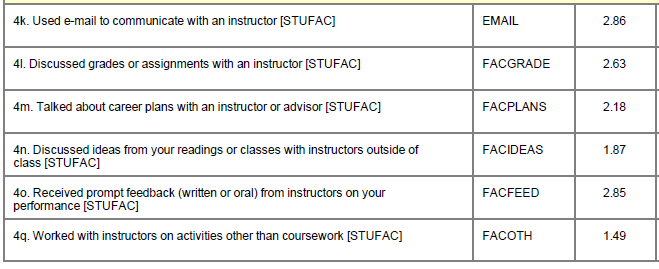 4k. Used e-mail to communicate with an instructor [STUFAC] EMAIL 2.86
4l. Discussed grades or assignments with an instructor [STUFAC] FACGRADE 2.63
4m. Talked about career plans with an instructor or advisor [STUFAC] FACPLANS 2.18
4n. Discussed ideas from your readings or classes with instructors outside of FACIDEAS 1.87
class [STUFAC]
4o. Received prompt feedback (written or oral) from instructors on your FACFEED 2.85
performance [STUFAC]
4q. Worked with instructors on activities other than coursework [STUFAC] FACOTH 1.49